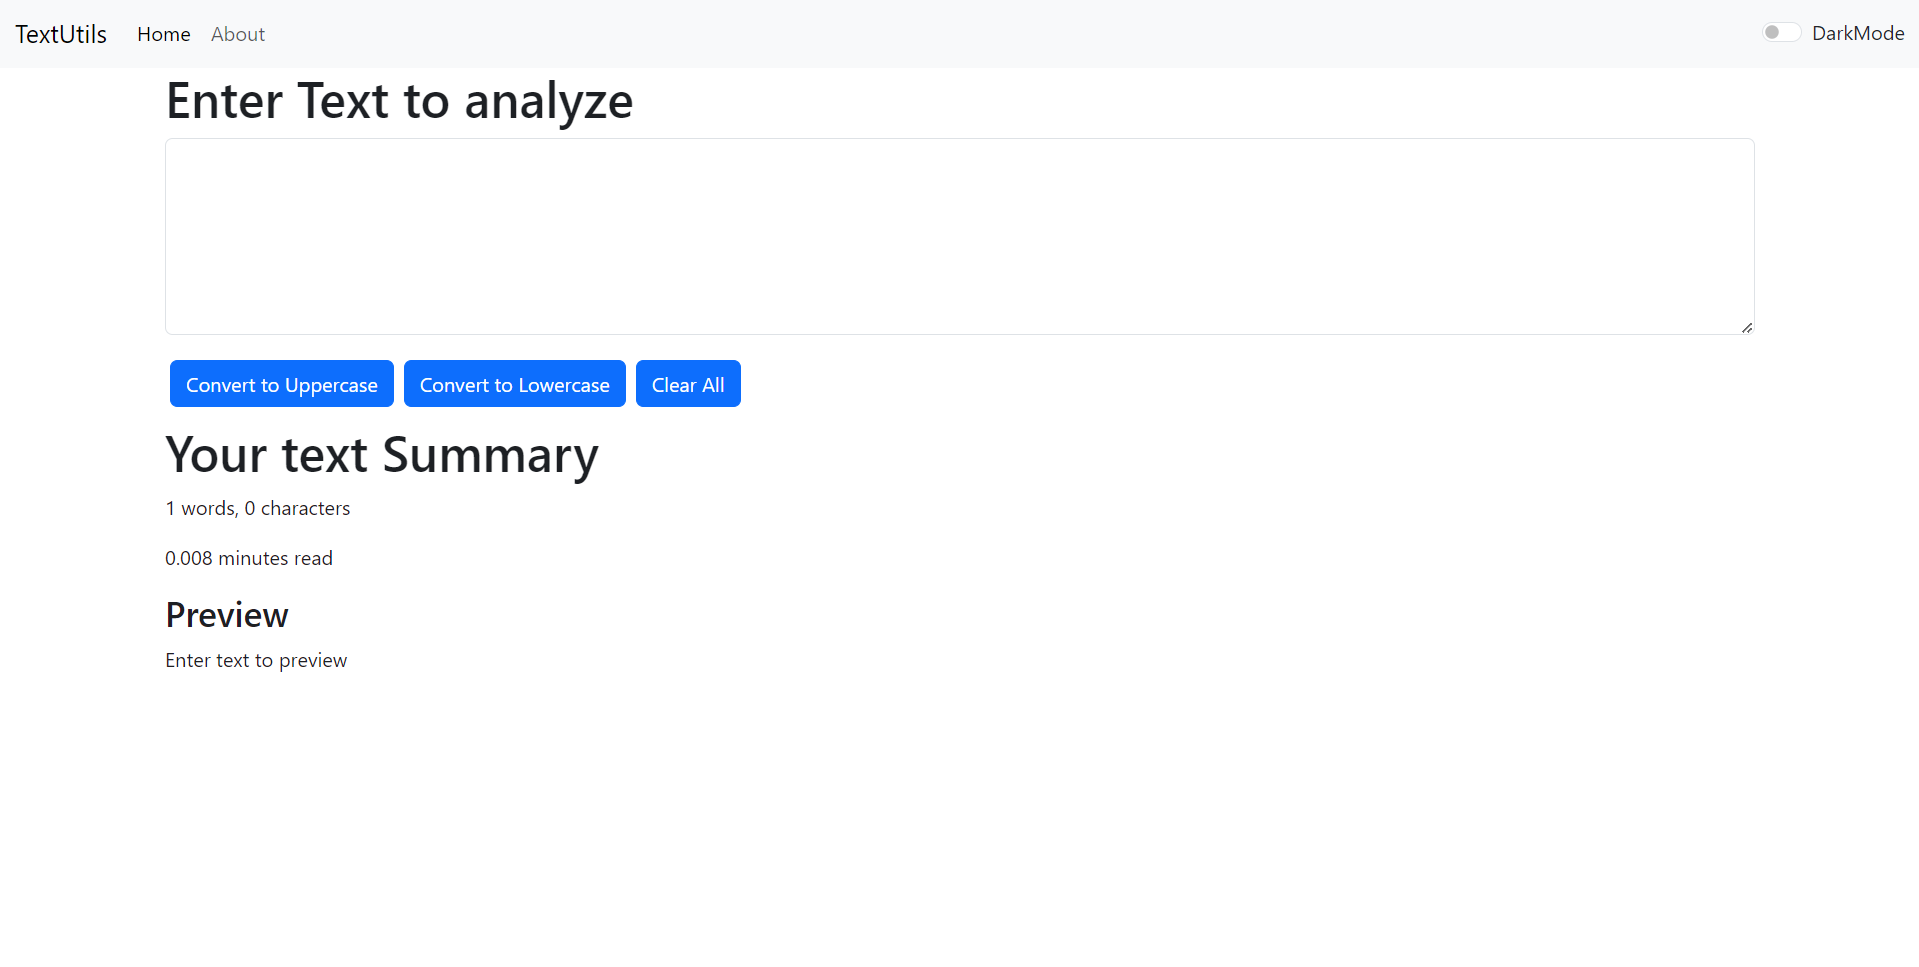 TextUtils Home About DarkMode
Enter Text to analyze
Convert to Uppercase Convert to Lowercase Clear All
Your text Summary
1 words, 0 characters
0.008 minutes read
Preview
Enter text to preview